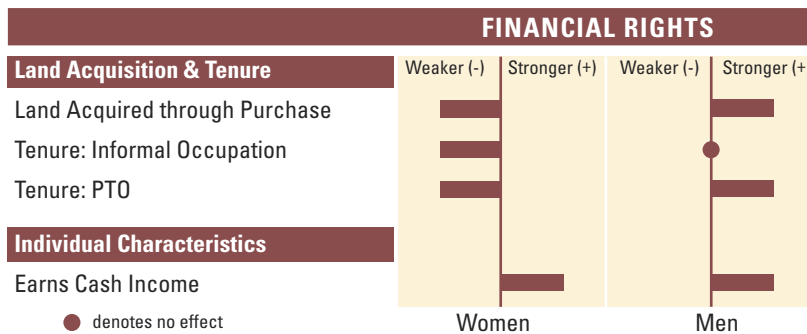 FINANCIAL RIGHTS
Land Acquisition & Tenure
Weaker (-) Stronger (+) Weaker (-) Stronger (+
Land Acquired through Purchase
Tenure: Informal Occupation
Tenure: PTO
Individual Characteristics
Earns Cash Income
denotes no effect
Women Men